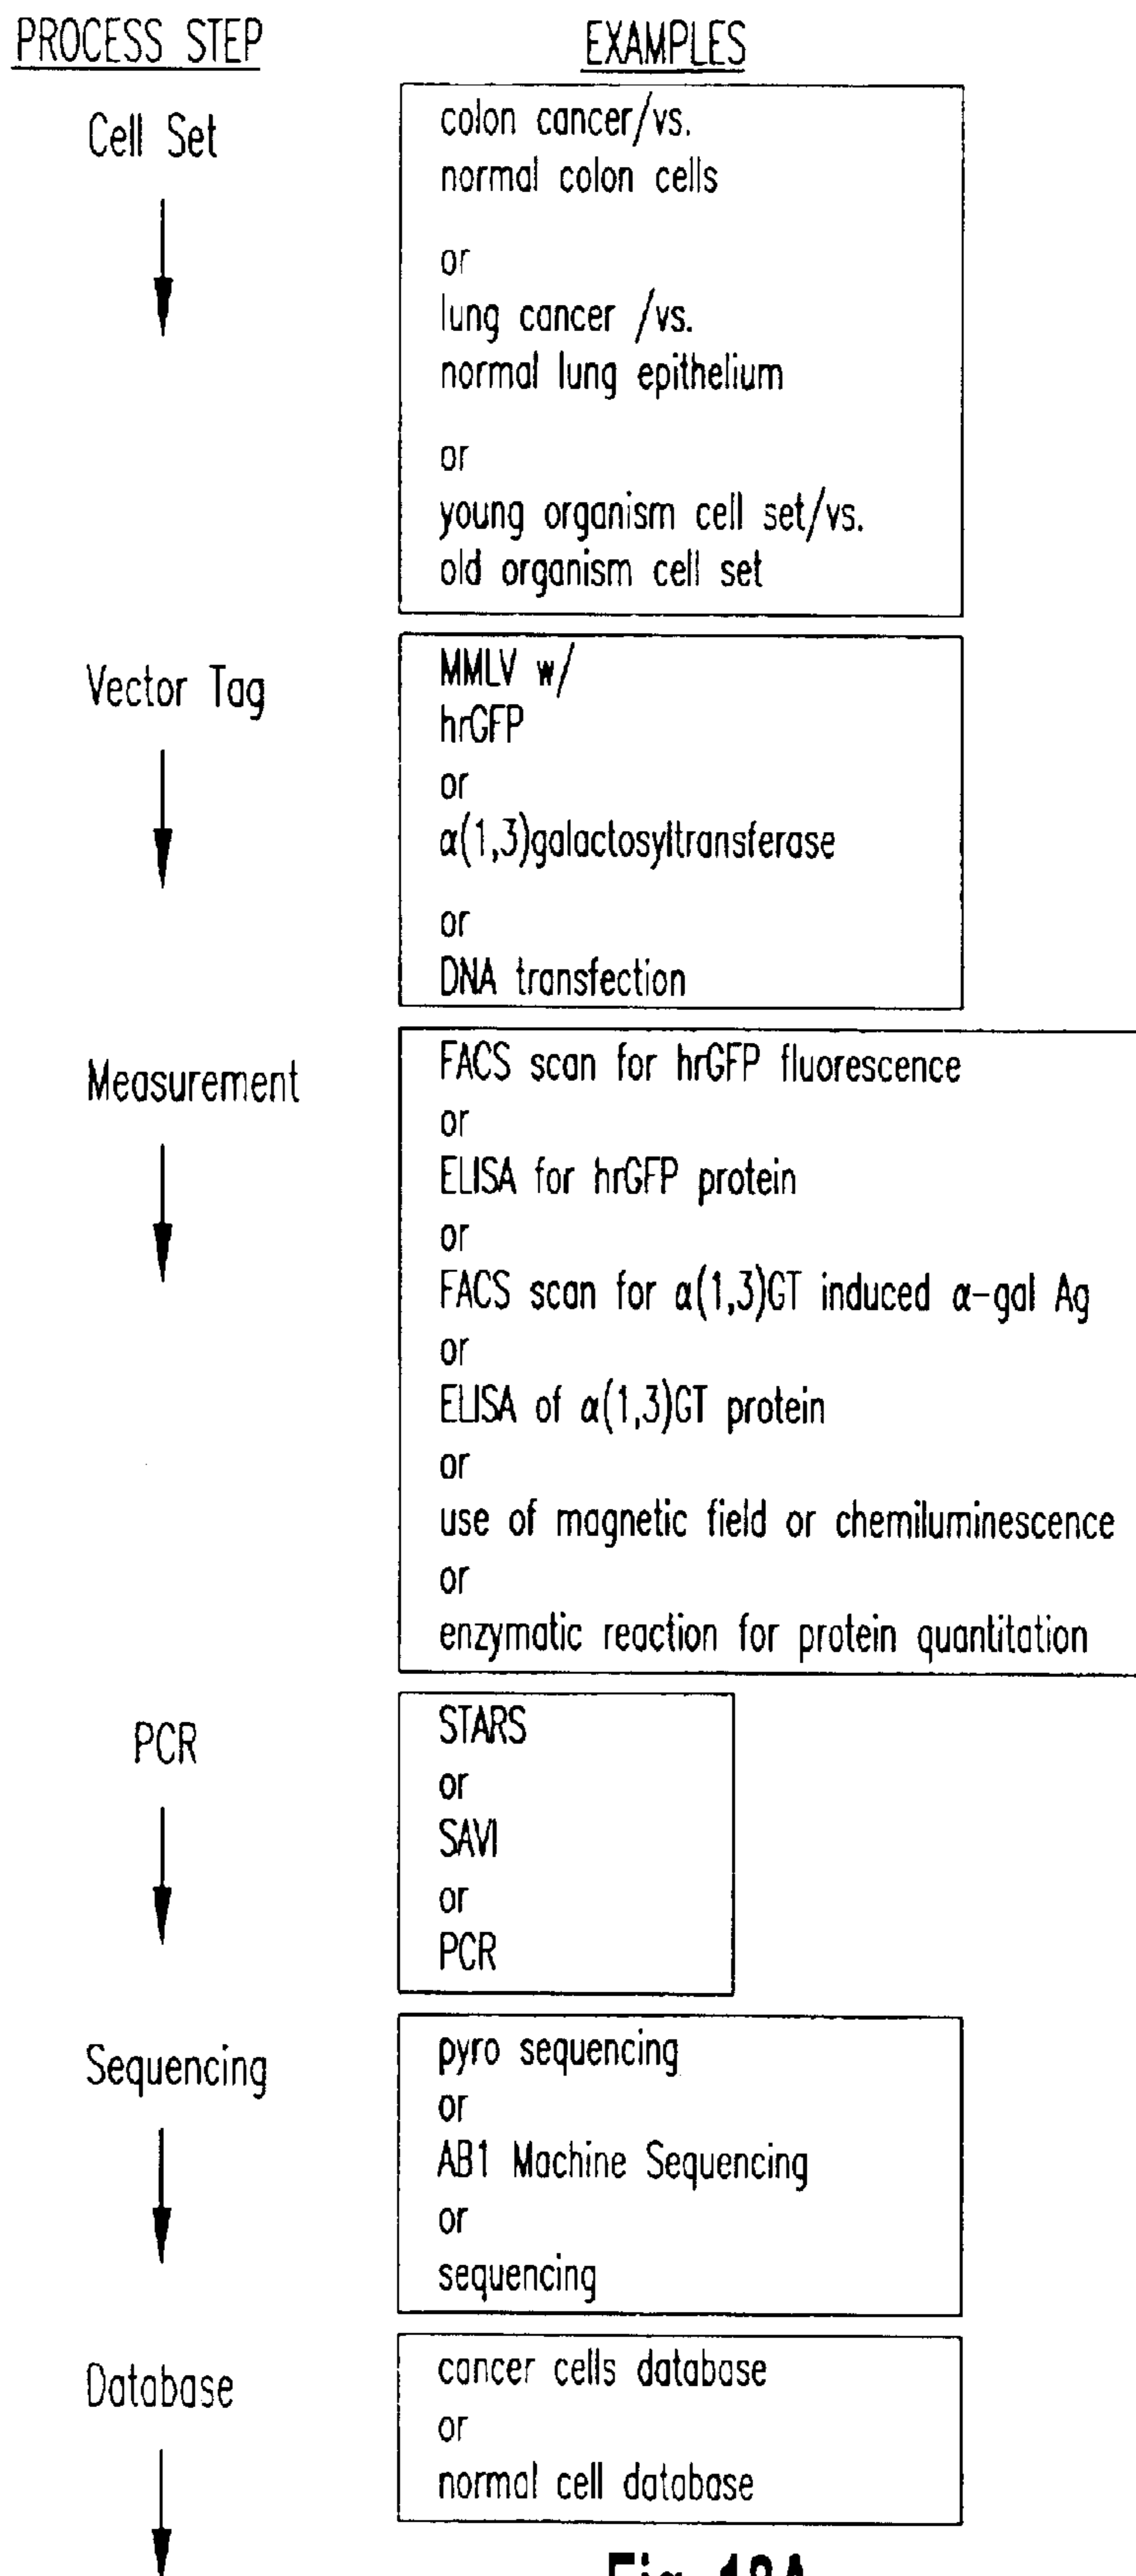 PROCESS STEP
EXAMPLES
Cell Set
colon cancer/vs.
normal colon cells
or
lung cancer /vs.
normal lung epithelium
or
young organism cell set/vs.
old organism cell set
Vector Tag
MMLV w/
hrGFP
or
α(1,3)galactosyltransferase
or
DNA transfection
Measurement
FACS scan for hrGFP fluorescence
or
ELISA for hrGFP protein
or
FACS scan for α(1,3)GT induced α-gal Ag
or
ELISA of α(1,3)GT protein
or
use of magnetic field or chemiluminescence
or
enzymatic reaction for protein quantitation
PCR
STARS
or
SAVI
or
PCR
Sequencing
pyro sequencing
or
AB1 Machine Sequencing
or
sequencing
Database
cancer cells database
or
normal cell database